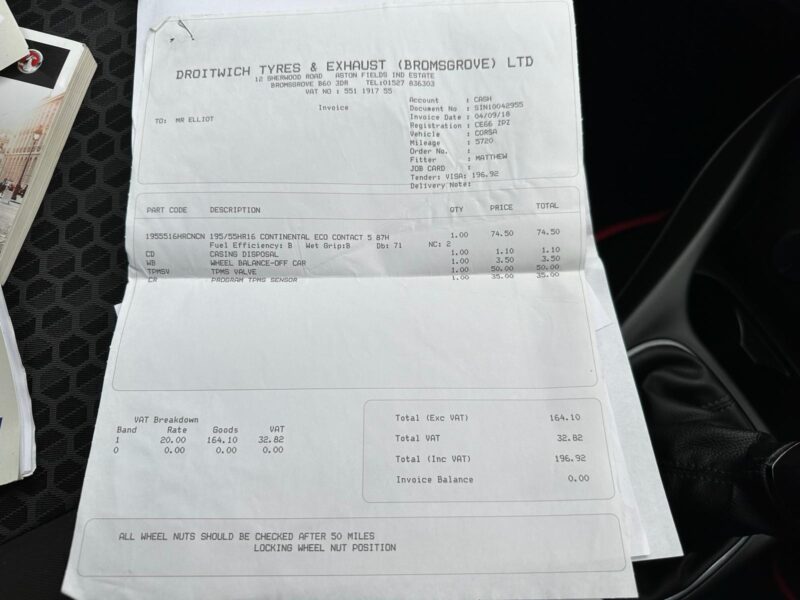 DROITWICH TYRES & EXHAUST (BROMSGROVE) LTD
12 SHERWOOD ROAD ASTON FIELDS IND ESTATE
BROMSGROVE B60 3DR TEL:01527 836303
VAT NO : 551 1917 55
Invoice
TO: MR ELLIOT
Account : CASH
Document No : SIN10042955
Invoice Date : 04/09/18
Registration : CE66 ZPZ
Vehicle : CORSA
Mileage : 5720
Order No. :
Fitter : MATTHEW
JOB CARD :
Tender: VISA: 196.92
Delivery Note:
PART CODE DESCRIPTION QTY PRICE TOTAL
1955516HRCNCN 195/55HR16 CONTINENTAL ECO CONTACT 5 87H 1.00 74.50 74.50
Fuel Efficiency: B Wet Grip:B Db: 71 NC: 2
CD CASING DISPOSAL 1.00 1.10 1.10
WB WHEEL BALANCE-OFF CAR 1.00 3.50 3.50
TPMSV TPMS VALVE 1.00 50.00 50.00
CR PROGRAM TPMS SENSOR 1.00 35.00 35.00
VAT Breakdown
Band Rate Goods VAT
1 20.00 164.10 32.82
0 0.00 0.00 0.00
Total (Exc VAT) 164.10
Total VAT 32.82
Total (Inc VAT) 196.92
Invoice Balance 0.00
ALL WHEEL NUTS SHOULD BE CHECKED AFTER 50 MILES
LOCKING WHEEL NUT POSITION